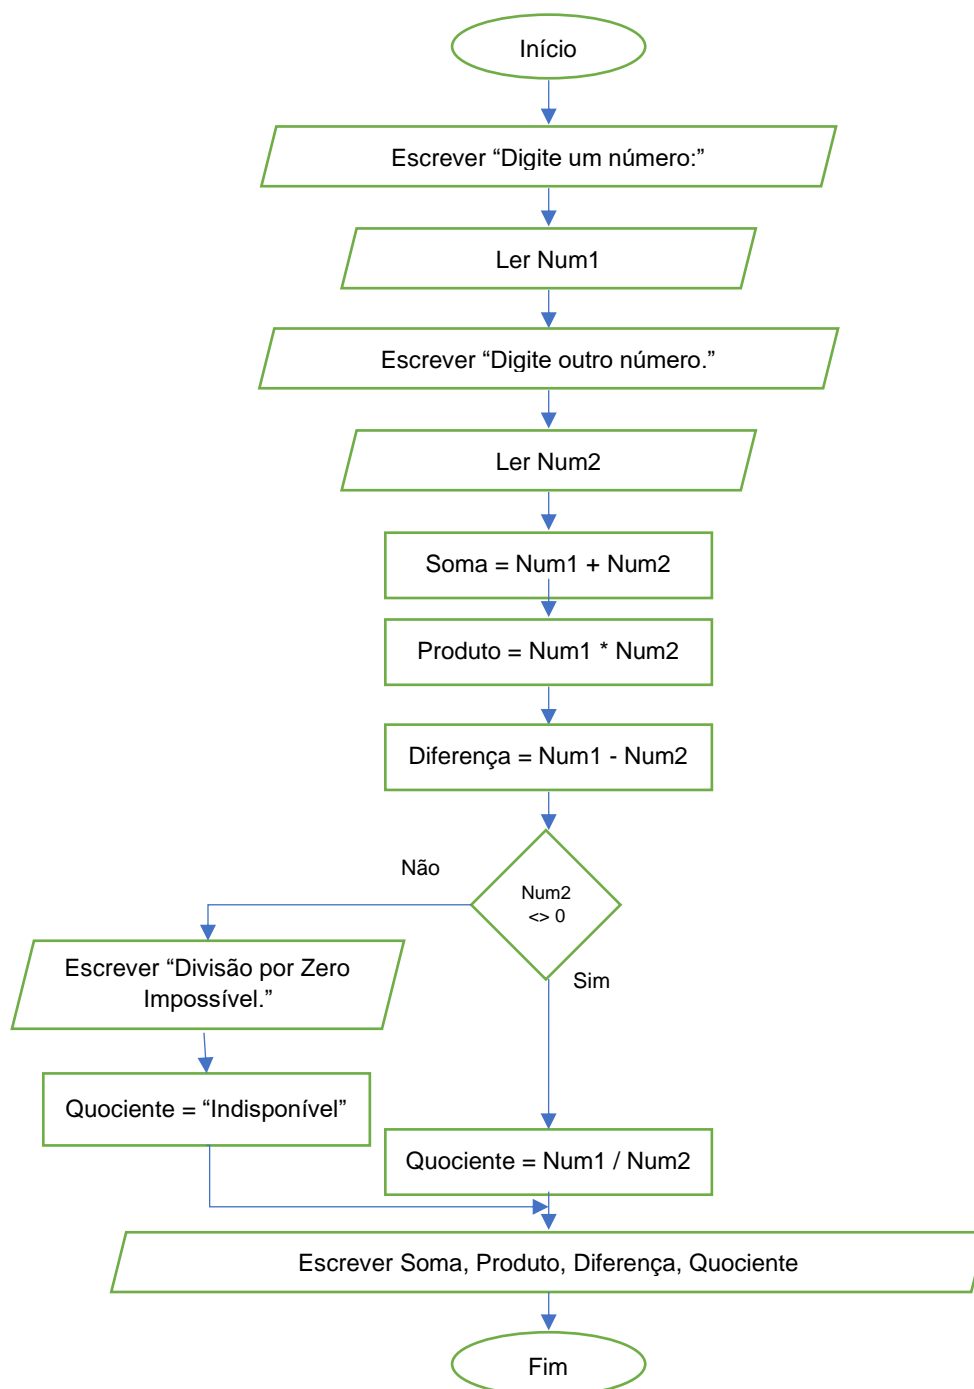 Início
Escrever “Digite um número:”
Ler Num1
Escrever “Digite outro número.”
Ler Num2
Soma = Num1 + Num2
Produto = Num1 * Num2
Diferença = Num1 - Num2
Não
Num2
<> 0
Sim
Escrever “Divisão por Zero
Impossível.”
Quociente = “Indisponível”
Quociente = Num1 / Num2
Escrever Soma, Produto, Diferença, Quociente
Fim